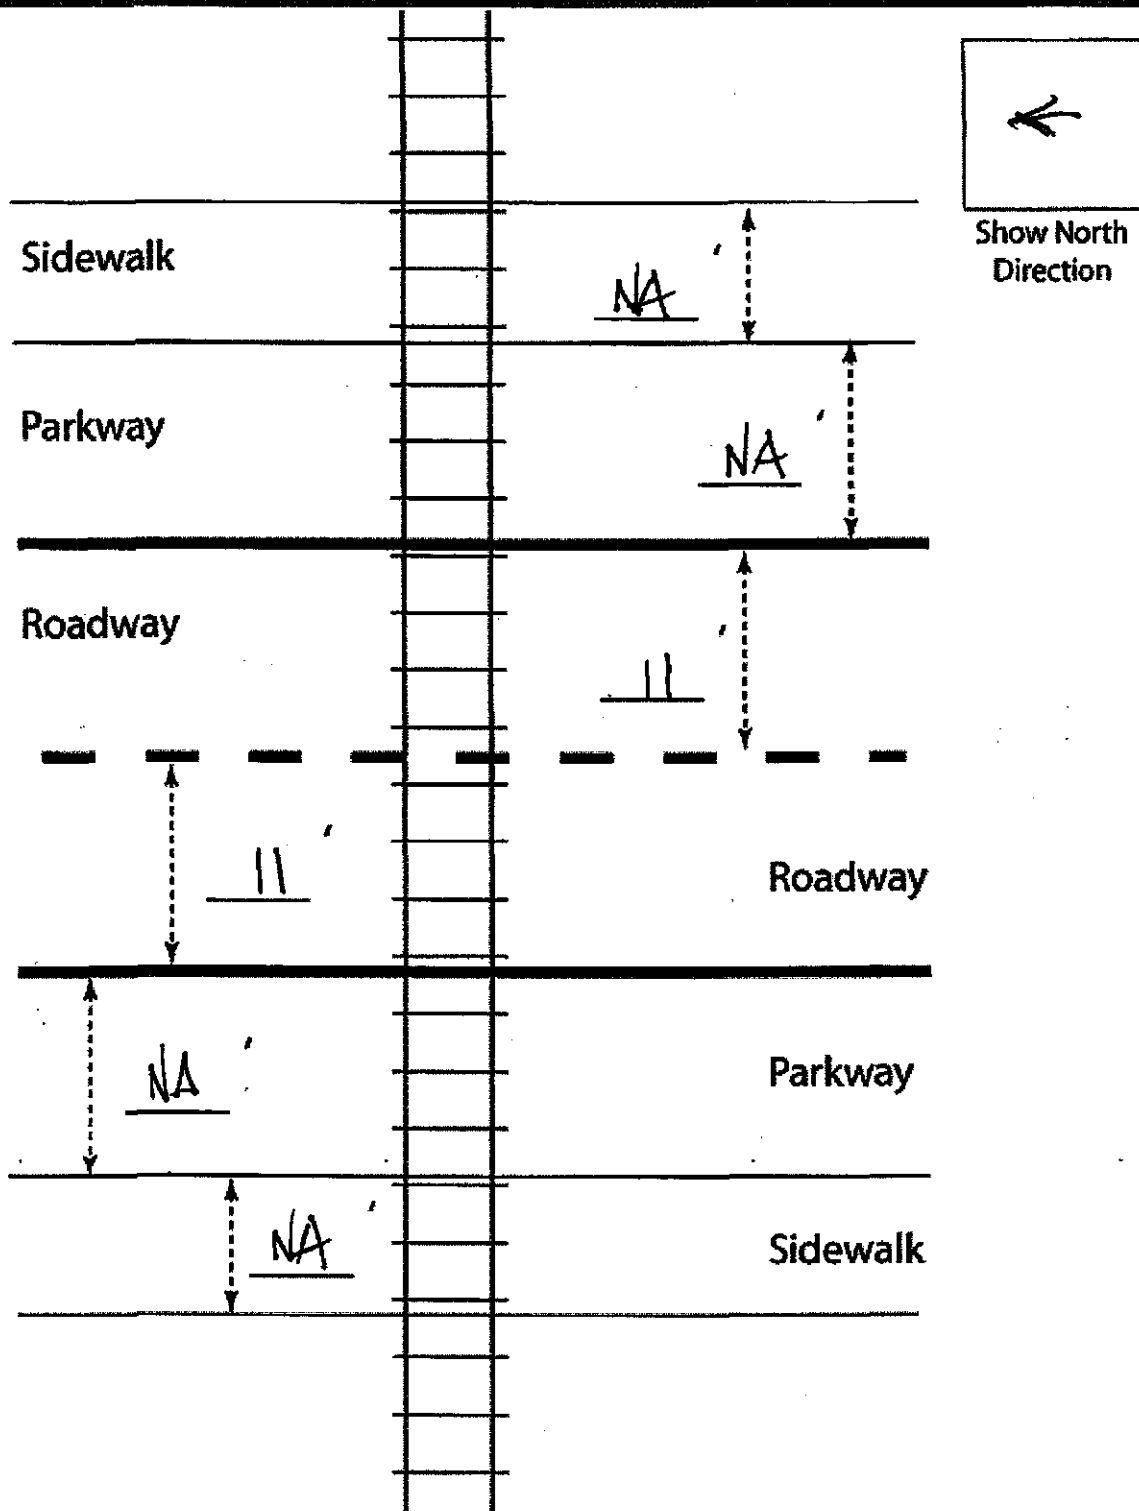 Show North
Direction
Sidewalk
NA '
Parkway
NA '
Roadway
11 '
11 '
Roadway
NA '
Parkway
NA '
Sidewalk